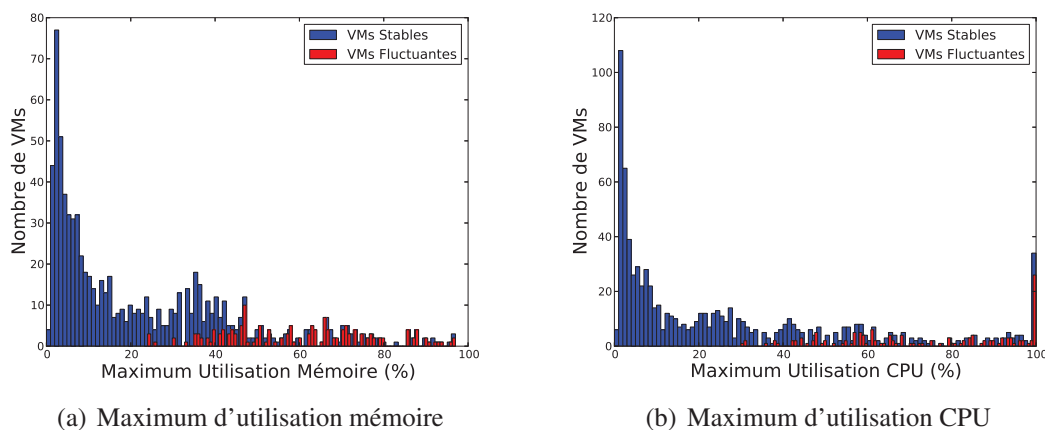 80
70
60
50
40
30
20
10
0
Nombre de VMs
VMs Stables
VMs Fluctuantes
0 20 40 60 80 100
Maximum Utilisation Mémoire (%)
(a) Maximum d'utilisation mémoire
120
100
80
60
40
20
0
Nombre de VMs
VMs Stables
VMs Fluctuantes
0 20 40 60 80 100
Maximum Utilisation CPU (%)
(b) Maximum d'utilisation CPU